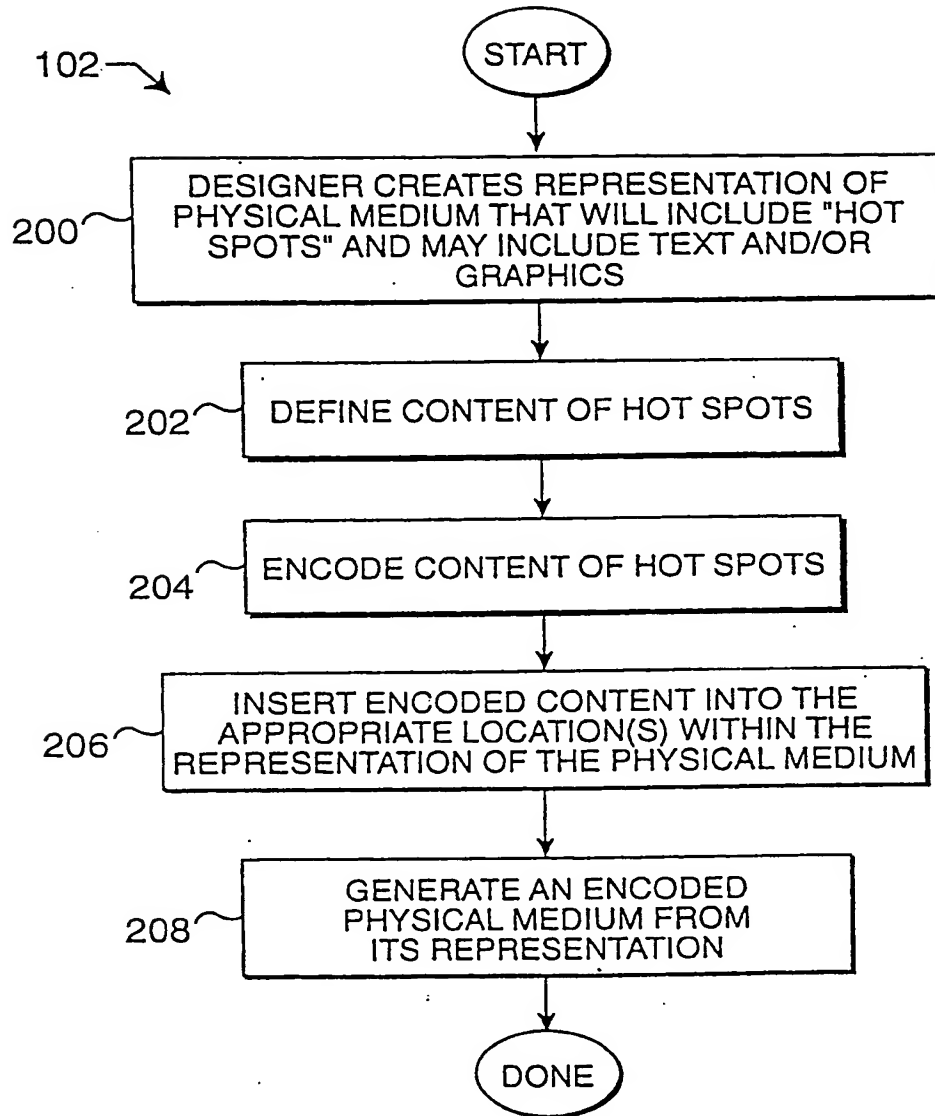 START
102
DESIGNER CREATES REPRESENTATION OF
PHYSICAL MEDIUM THAT WILL INCLUDE "HOT
SPOTS" AND MAY INCLUDE TEXT AND/OR
GRAPHICS
200
DEFINE CONTENT OF HOT SPOTS
202
ENCODE CONTENT OF HOT SPOTS
204
INSERT ENCODED CONTENT INTO THE
APPROPRIATE LOCATION(S) WITHIN THE
REPRESENTATION OF THE PHYSICAL MEDIUM
206
GENERATE AN ENCODED
PHYSICAL MEDIUM FROM
ITS REPRESENTATION
208
DONE